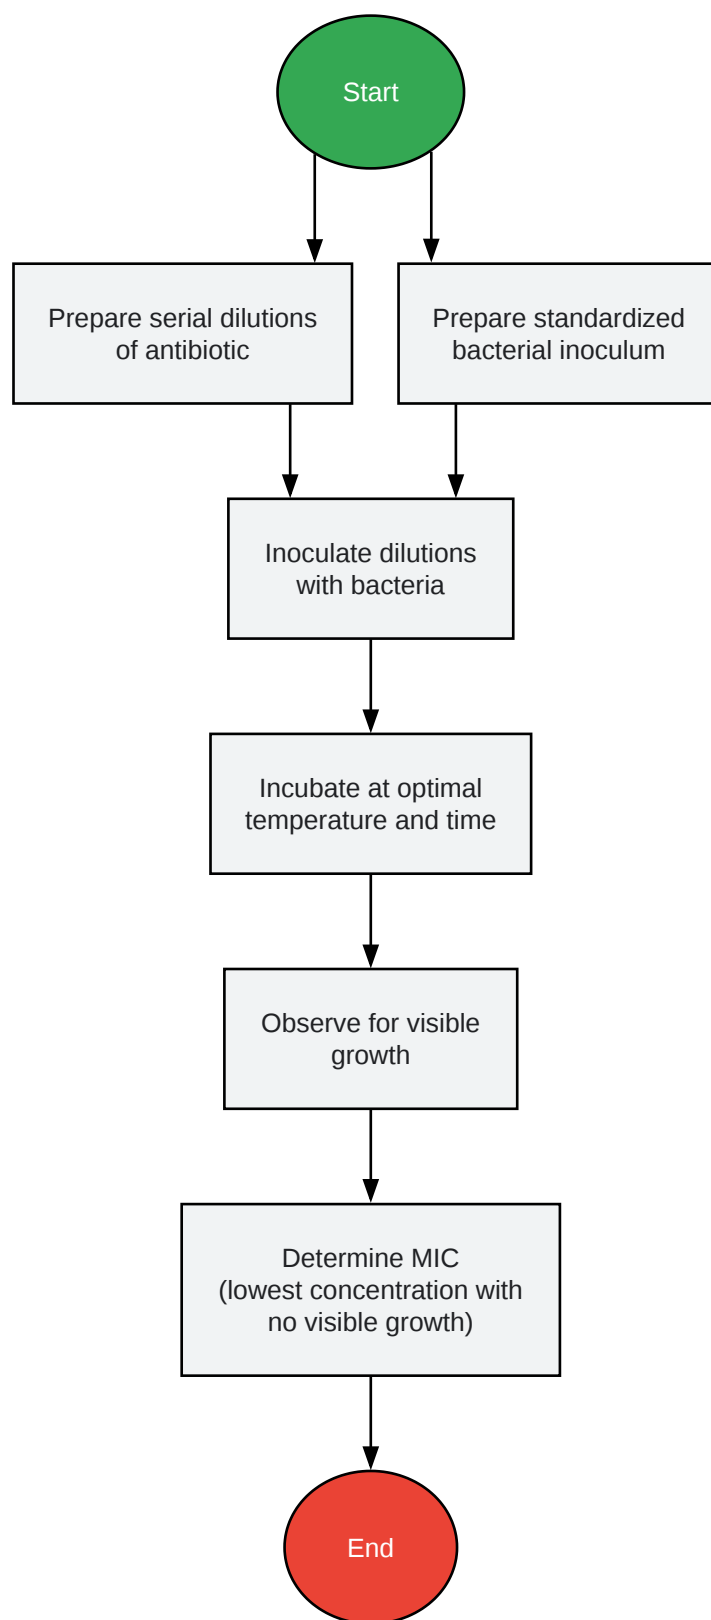 Start
Prepare serial dilutions
of antibiotic
Prepare standardized
bacterial inoculum
Inoculate dilutions
with bacteria
Incubate at optimal
temperature and time
Observe for visible
growth
Determine MIC
(lowest concentration with
no visible growth)
End